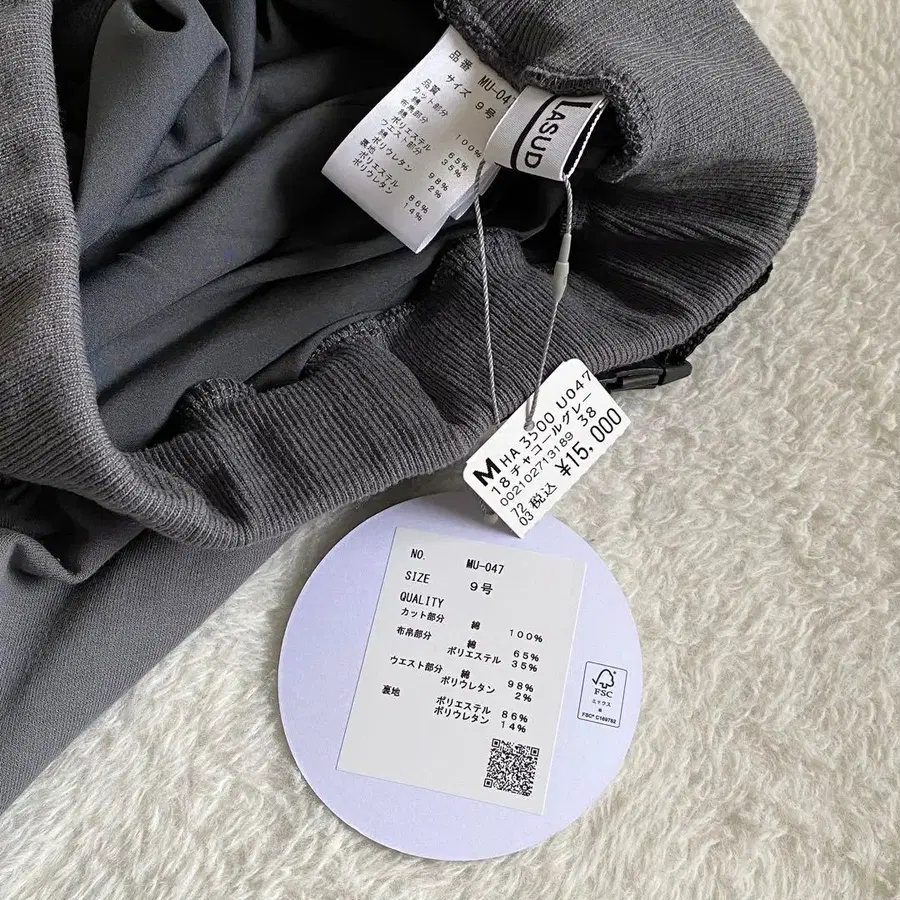 品番 MU-047
サイズ 9号
品質
カット部分
綿 100%
布帛部分
綿 65%
ポリエステル 35%
ウエスト部分
綿 98%
ポリウレタン 2%
裏地
ポリエステル 86%
ポリウレタン 14%
LASUD
M HA 3500 U047
18 チャコールグレー
002102713189 38
72
03 税込 ¥15,000
NO. MU-047
SIZE 9号
QUALITY
カット部分
綿 100%
布帛部分
綿 65%
ポリエステル 35%
ウエスト部分
綿 98%
ポリウレタン 2%
裏地
ポリエステル 86%
ポリウレタン 14%
FSC
ミックス
FSC® C169782